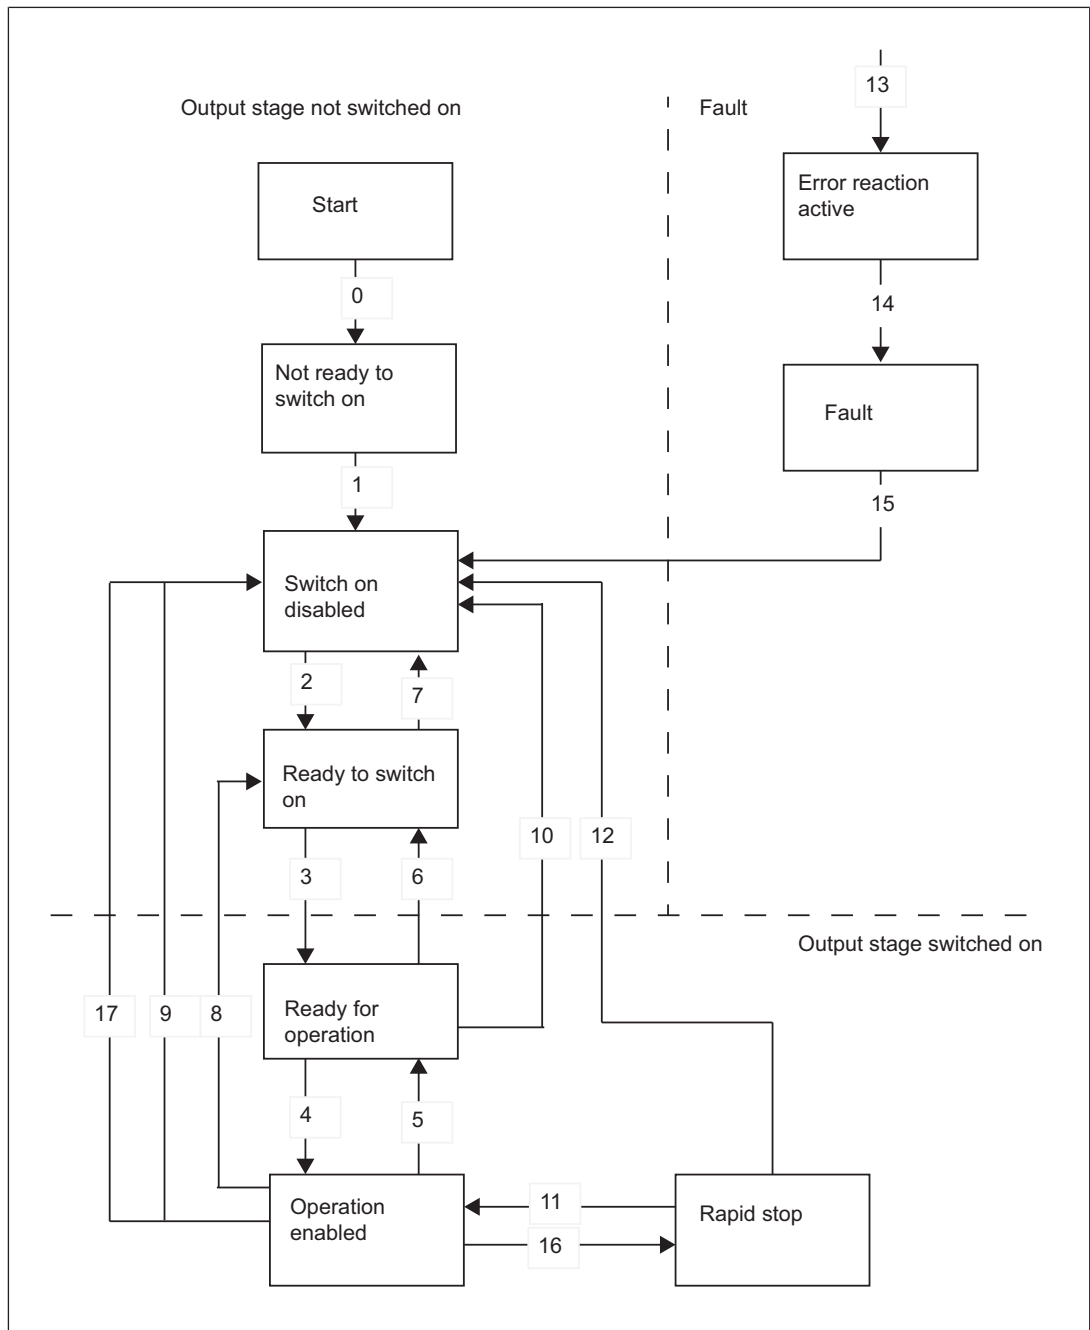 13
Output stage not switched on
Fault
Error reaction
active
Start
0
14
Not ready to
switch on
Fault
1
15
Switch on
disabled
2
7
Ready to switch
on
10
12
3
6
Output stage switched on
Ready for
operation
17
9
8
4
5
Operation
enabled
11
16
Rapid stop